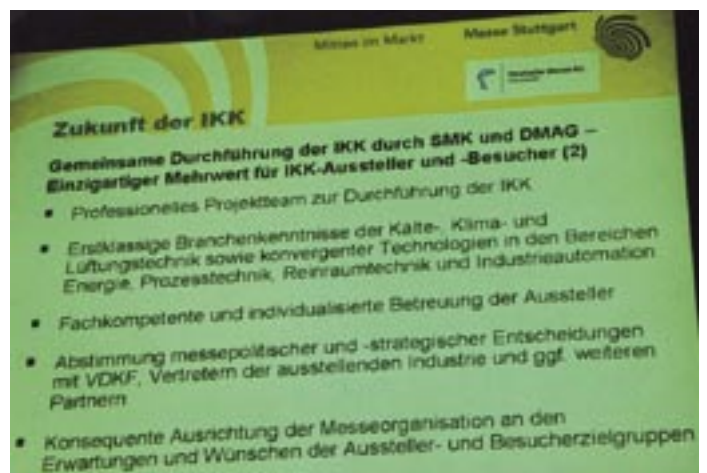 Mitten im Markt
Messe Stuttgart
Deutsche Messe AG
Zukunft der IKK
Gemeinsame Durchführung der IKK durch SMK und DMAG –
Einzigartiger Mehrwert für IKK-Aussteller und -Besucher (2)
▪ Professionelles Projektteam zur Durchführung der IKK
▪ Erstklassige Branchenkenntnisse der Kälte-, Klima- und
Lüftungstechnik sowie konvergenter Technologien in den Bereichen
Energie, Prozesstechnik, Reinraumtechnik und Industrieautomation
▪ Fachkompetente und individualisierte Betreuung der Aussteller
▪ Abstimmung messepolitischer und -strategischer Entscheidungen
mit VDKF, Vertretern der ausstellenden Industrie und ggf. weiteren
Partnern
▪ Konsequente Ausrichtung der Messeorganisation an den
Erwartungen und Wünschen der Aussteller- und Besucherzielgruppen